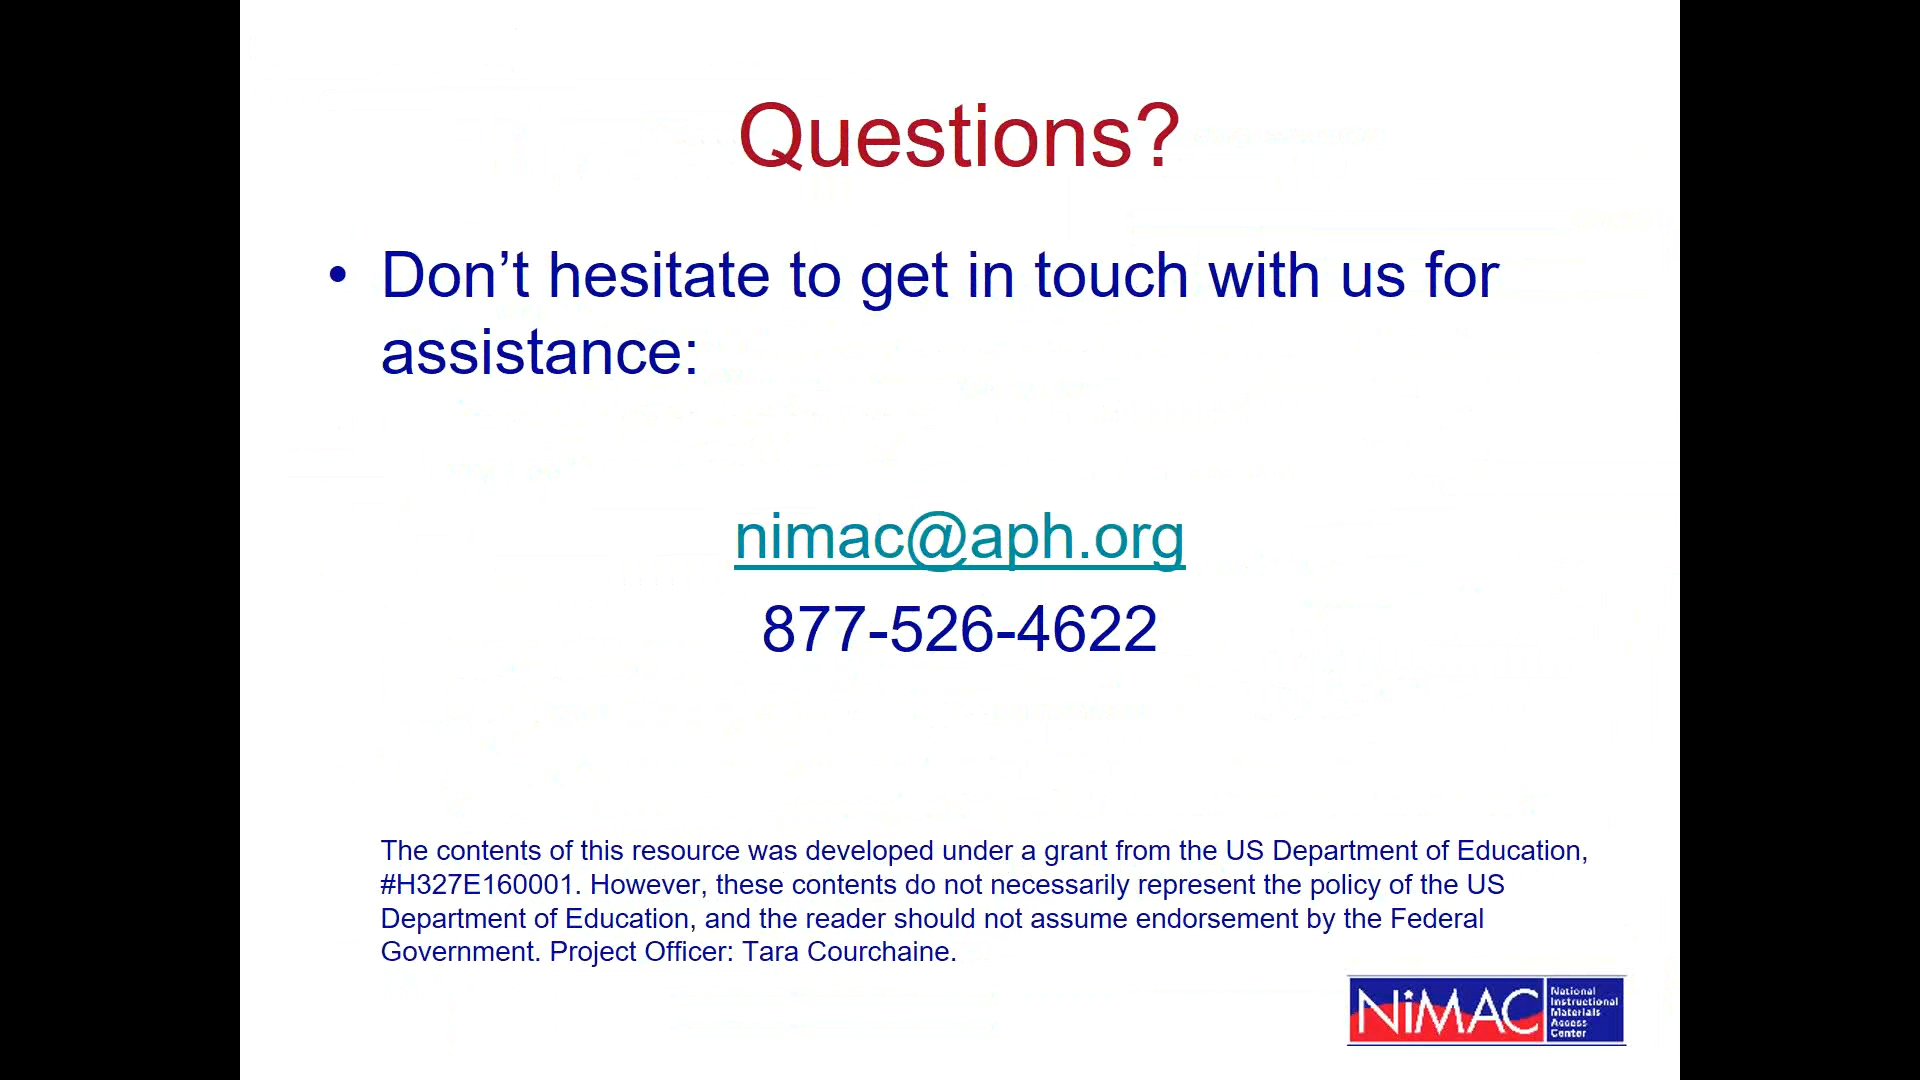 Questions?
• Don’t hesitate to get in touch with us for
assistance:
nimac@aph.org
877-526-4622
The contents of this resource was developed under a grant from the US Department of Education,
#H327E160001. However, these contents do not necessarily represent the policy of the US
Department of Education, and the reader should not assume endorsement by the Federal
Government. Project Officer: Tara Courchaine.
NiMAC
National
Instructional
Materials
Access
Center